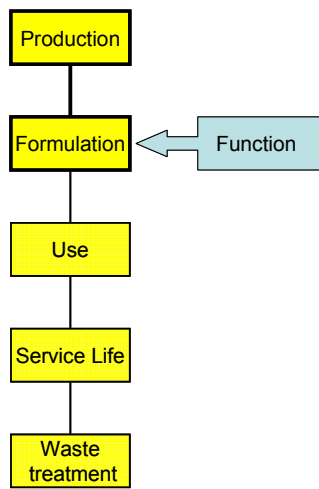 Production
Formulation
Function
Use
Service Life
Waste
treatment